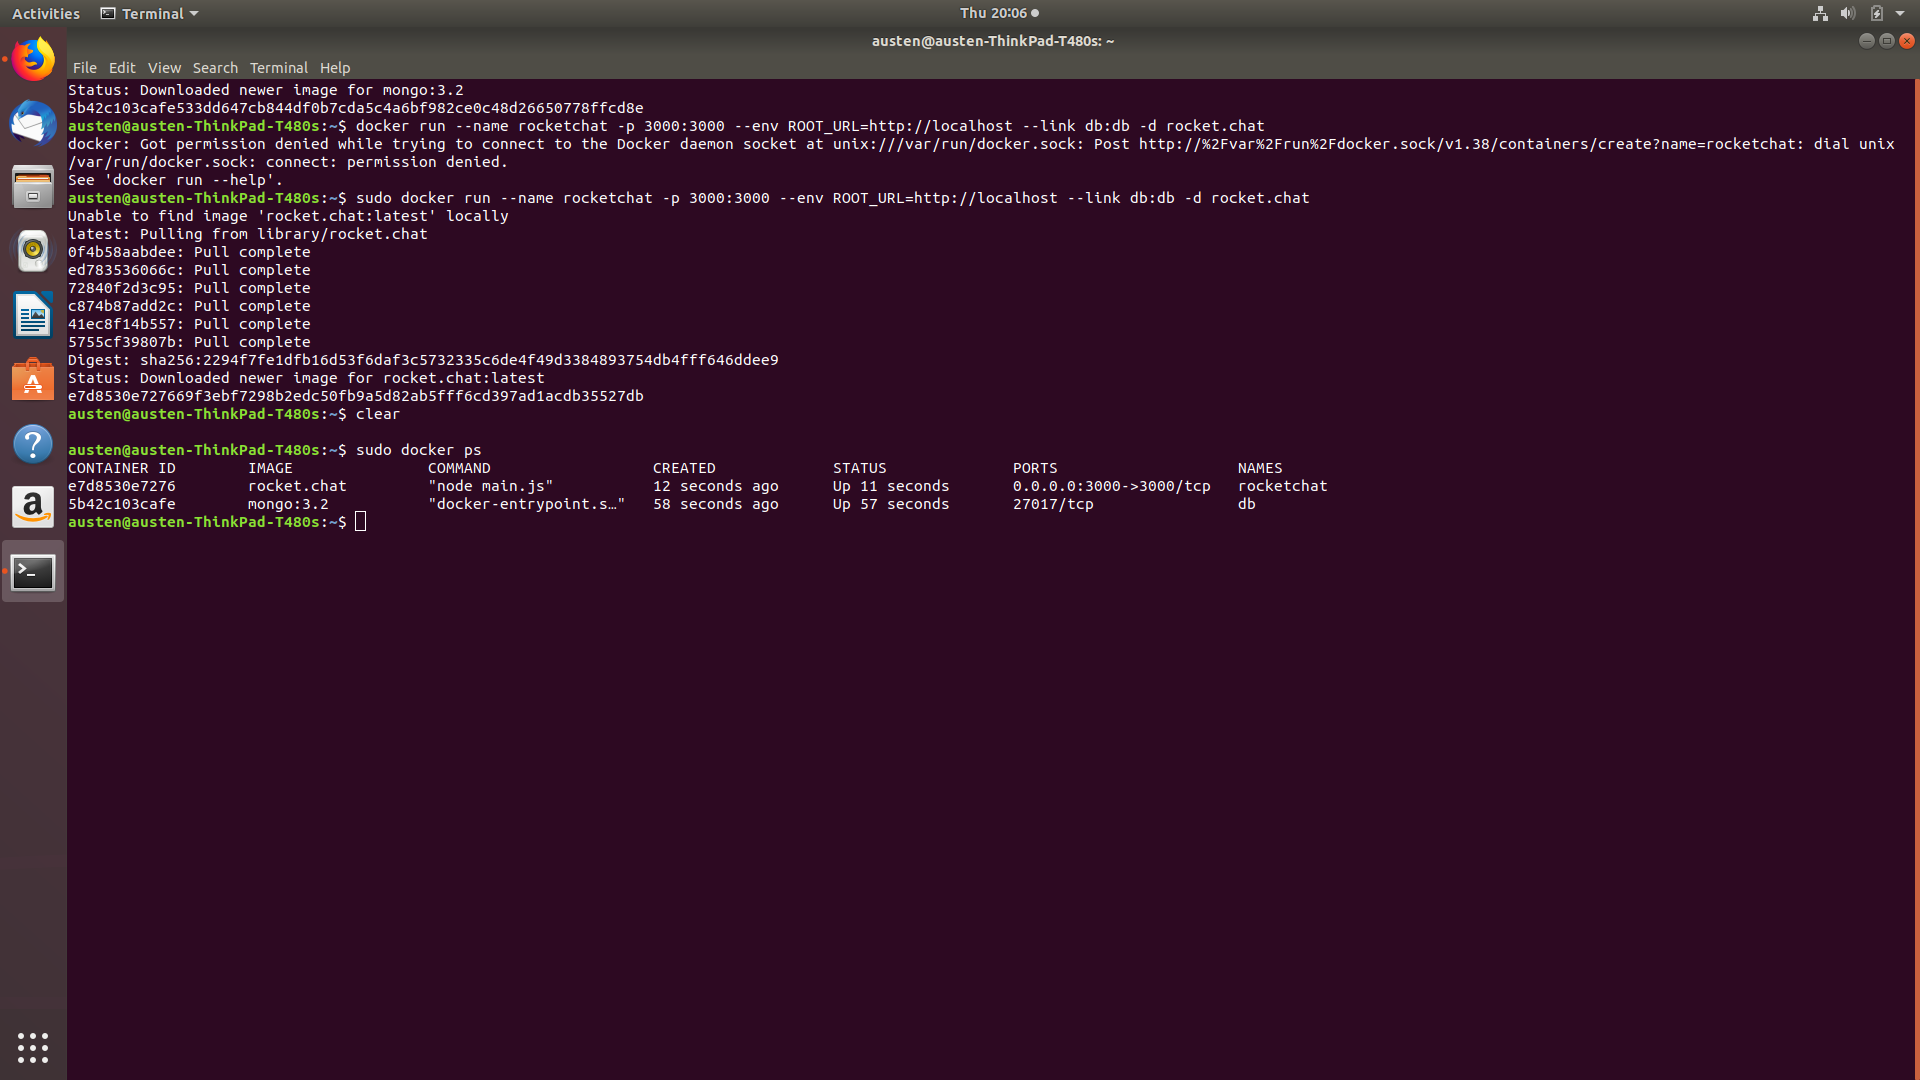 Activities Terminal Thu 20:06
austen@austen-ThinkPad-T480s: ~
File Edit View Search Terminal Help
Status: Downloaded newer image for mongo:3.2
5b42c103cafe533dd647cb844df0b7cda5c4a6bf982ce0c48d26650778ffcd8e
austen@austen-ThinkPad-T480s:~$ docker run --name rocketchat -p 3000:3000 --env ROOT_URL=http://localhost --link db:db -d rocket.chat
docker: Got permission denied while trying to connect to the Docker daemon socket at unix:///var/run/docker.sock: Post http://%2Fvar%2Frun%2Fdocker.sock/v1.38/containers/create?name=rocketchat: dial unix
/var/run/docker.sock: connect: permission denied.
See 'docker run --help'.
austen@austen-ThinkPad-T480s:~$ sudo docker run --name rocketchat -p 3000:3000 --env ROOT_URL=http://localhost --link db:db -d rocket.chat
Unable to find image 'rocket.chat:latest' locally
latest: Pulling from library/rocket.chat
0f4b58aabdee: Pull complete
ed783536066c: Pull complete
72840f2d3c95: Pull complete
c874b87add2c: Pull complete
41ec8f14b557: Pull complete
5755cf39807b: Pull complete
Digest: sha256:2294f7fe1dfb16d53f6daf3c5732335c6de4f49d3384893754db4fff646ddee9
Status: Downloaded newer image for rocket.chat:latest
e7d8530e727669f3ebf7298b2edc50fb9a5d82ab5fff6cd397ad1acdb35527db
austen@austen-ThinkPad-T480s:~$ clear
austen@austen-ThinkPad-T480s:~$ sudo docker ps
CONTAINER ID IMAGE COMMAND CREATED STATUS PORTS NAMES
e7d8530e7276 rocket.chat "node main.js" 12 seconds ago Up 11 seconds 0.0.0.0:3000->3000/tcp rocketchat
5b42c103cafe mongo:3.2 "docker-entrypoint.s…" 58 seconds ago Up 57 seconds 27017/tcp db
austen@austen-ThinkPad-T480s:~$